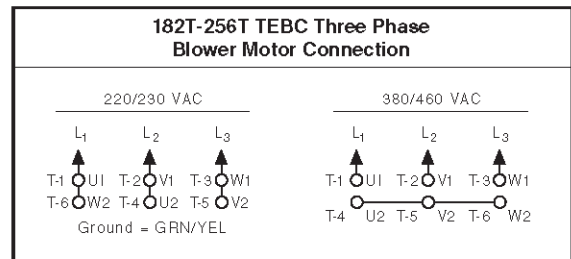 182T-256T TEBC Three Phase
Blower Motor Connection
220/230 VAC
L1 L2 L3
T-1 UI T-2 V1 T-3 W1
T-6 W2 T-4 U2 T-5 V2
Ground = GRN/YEL
380/460 VAC
L1 L2 L3
T-1 UI T-2 V1 T-3 W1
T-4 U2 T-5 V2 T-6 W2